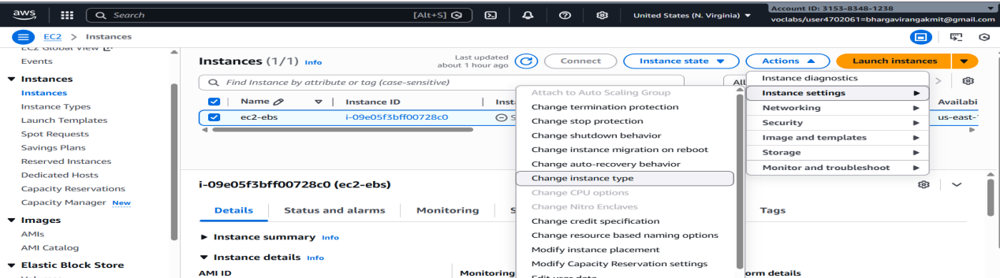 aws
Search
[Alt+S]
United States (N. Virginia)
Account ID: 3153-8348-1238
voclabs/user4702061=bhargavirangakmit@gmail.com
EC2 > Instances
EC2 Global View
Events
Instances
Instances
Instance Types
Launch Templates
Spot Requests
Savings Plans
Reserved Instances
Dedicated Hosts
Capacity Reservations
Capacity Manager New
Images
AMIs
AMI Catalog
Elastic Block Store
Instances (1/1) Info
Last updated
about 1 hour ago
Connect
Instance state
Actions
Launch instances
Find Instance by attribute or tag (case-sensitive)
All
Name
Instance ID
Inst
Availabi
ec2-ebs
i-09e05f3bff00728c0
S
us-east-
Instance diagnostics
Instance settings
Networking
Security
Image and templates
Storage
Monitor and troubleshoot
Attach to Auto Scaling Group
Change termination protection
Change stop protection
Change shutdown behavior
Change instance migration on reboot
Change auto-recovery behavior
Change instance type
Change CPU options
Change Nitro Enclaves
Change credit specification
Change resource based naming options
Modify instance placement
Modify Capacity Reservation settings
Edit user data
i-09e05f3bff00728c0 (ec2-ebs)
Details
Status and alarms
Monitoring
S
Tags
Instance summary Info
Instance details Info
AMI ID
Monitoring
orm details